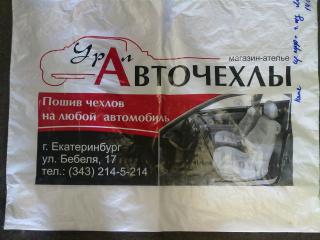 Урал
магазин-ателье
АВТОЧЕХЛЫ
Пошив чехлов
на любой автомобиль
г. Екатеринбург
ул. Бебеля, 17
тел.: (343) 214-5-214